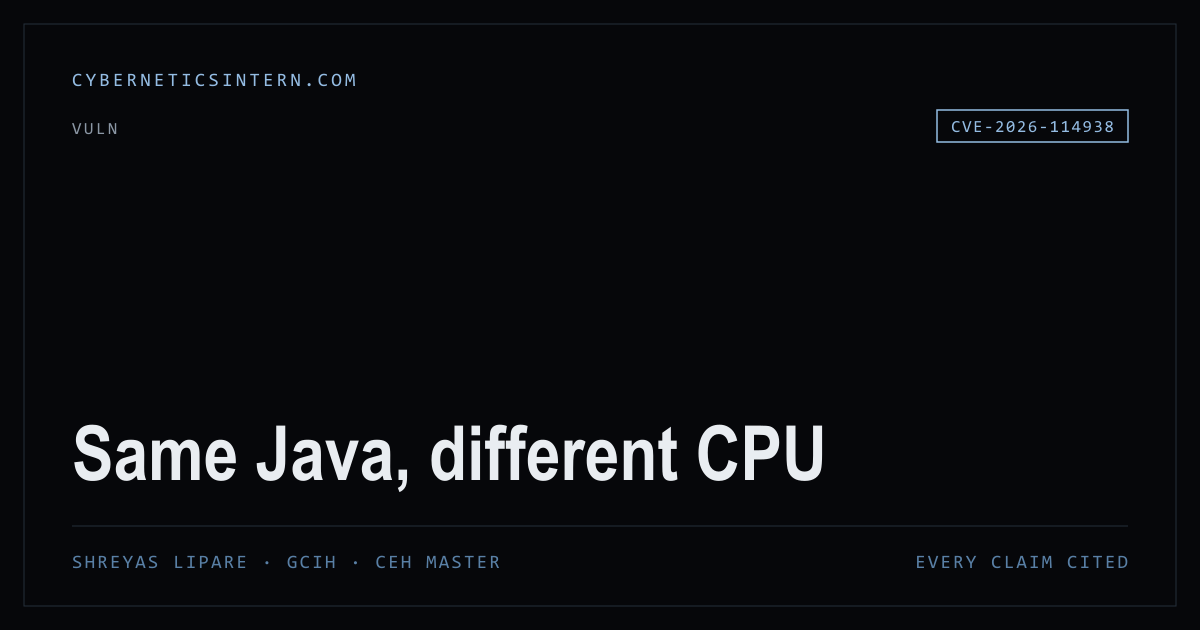 CYBERNETICSINTERN.COM
VULN
CVE-2026-114938
Same Java, different CPU
SHREYAS LIPARE · GCIH · CEH MASTER
EVERY CLAIM CITED